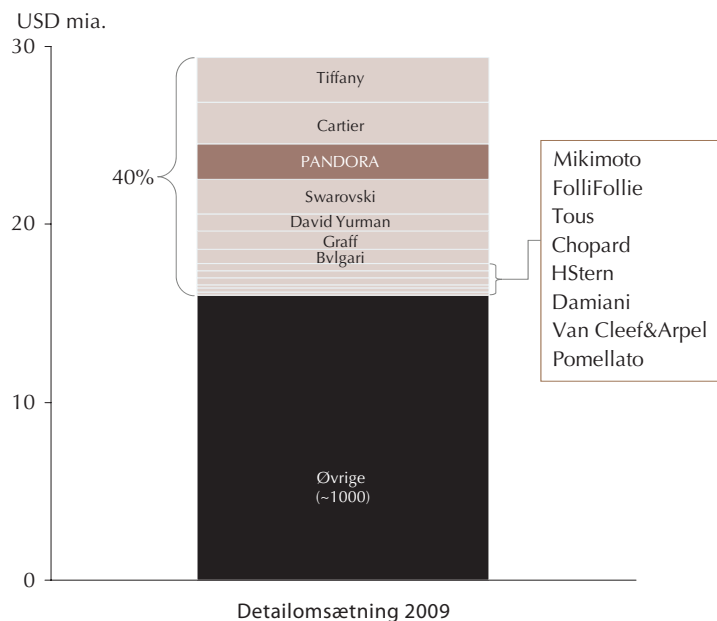 USD mia.
30
20
10
0
40%
Tiffany
Cartier
PANDORA
Swarovski
David Yurman
Graff
Bvlgari
Øvrige
(~1000)
Mikimoto
FolliFollie
Tous
Chopard
HStern
Damiani
Van Cleef&Arpel
Pomellato
Detailomsætning 2009